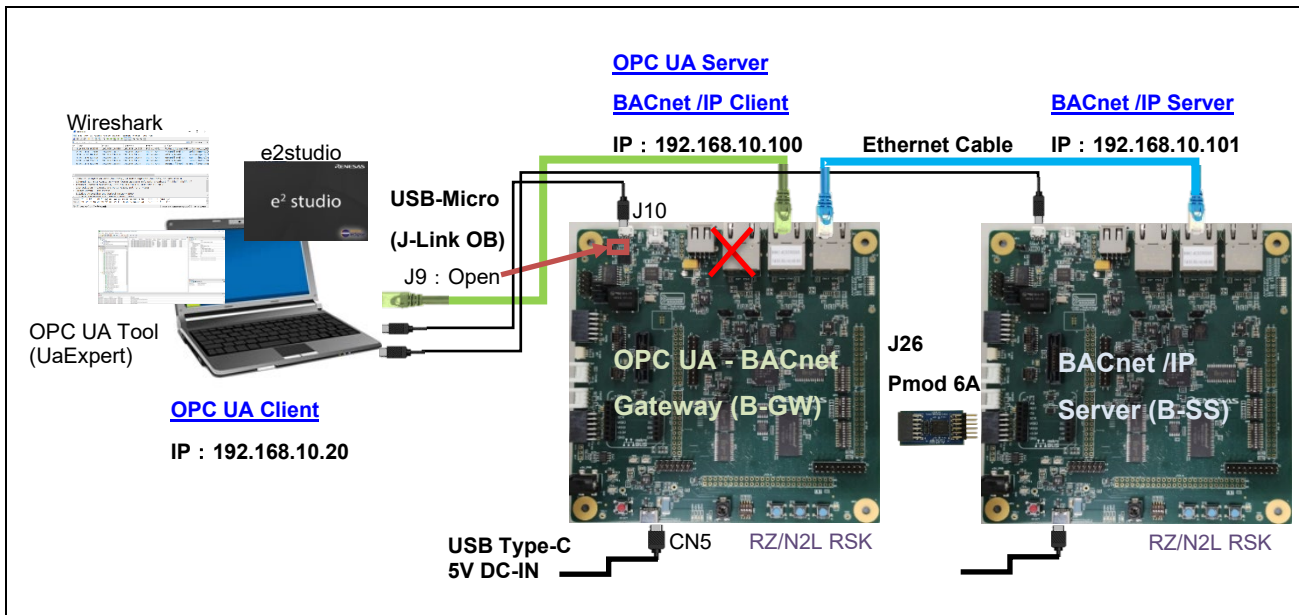 OPC UA Server
BACnet /IP Client
IP : 192.168.10.100
BACnet /IP Server
IP : 192.168.10.101
Ethernet Cable
Wireshark
e2studio
RENESAS
e² studio
USB-Micro
(J-Link OB)
J10
J9 : Open
OPC UA Tool
(UaExpert)
OPC UA Client
IP : 192.168.10.20
OPC UA - BACnet
Gateway (B-GW)
J26
Pmod 6A
BACnet /IP
Server (B-SS)
USB Type-C
5V DC-IN
CN5
RZ/N2L RSK
RZ/N2L RSK